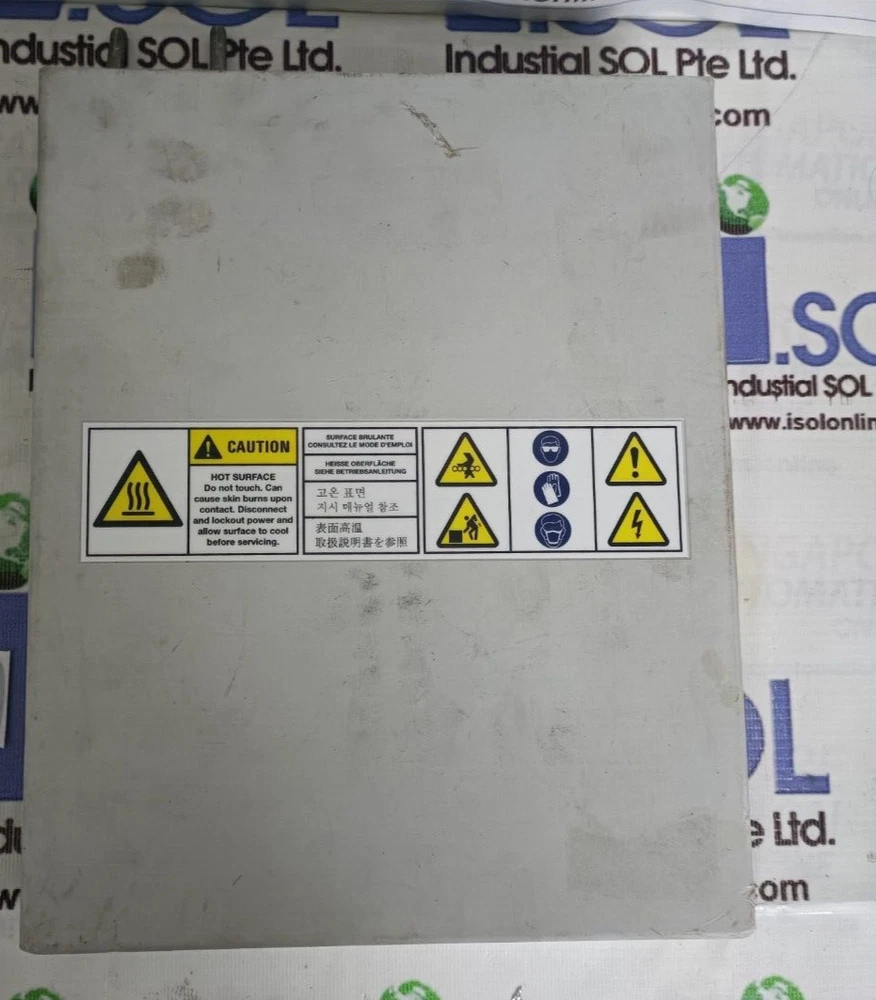 Industial SOL Pte Ltd.
Industial SOL Pte Ltd.
.com
.SO
ndustial SOL
www.isolonlin
CAUTION
HOT SURFACE
Do not touch. Can
cause skin burns upon
contact. Disconnect
and lockout power and
allow surface to cool
before servicing.
SURFACE BRULANTE
CONSULTEZ LE MODE D'EMPLOI
HEISSE OBERFLÄCHE
SIEHE BETRIEBSANLEITUNG
고온 표면
지시 매뉴얼 참조
表面高温
取扱説明書を参照
OL
e Ltd.
om